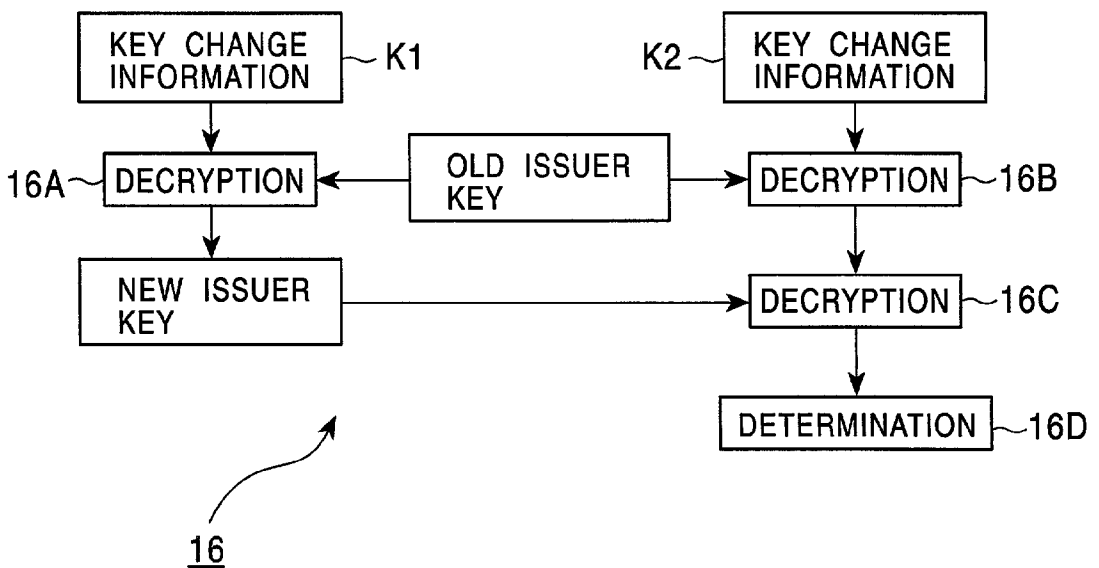 KEY CHANGE
INFORMATION
K1
K2
KEY CHANGE
INFORMATION
16A
DECRYPTION
OLD ISSUER
KEY
DECRYPTION
16B
NEW ISSUER
KEY
DECRYPTION
16C
DETERMINATION
16D
16